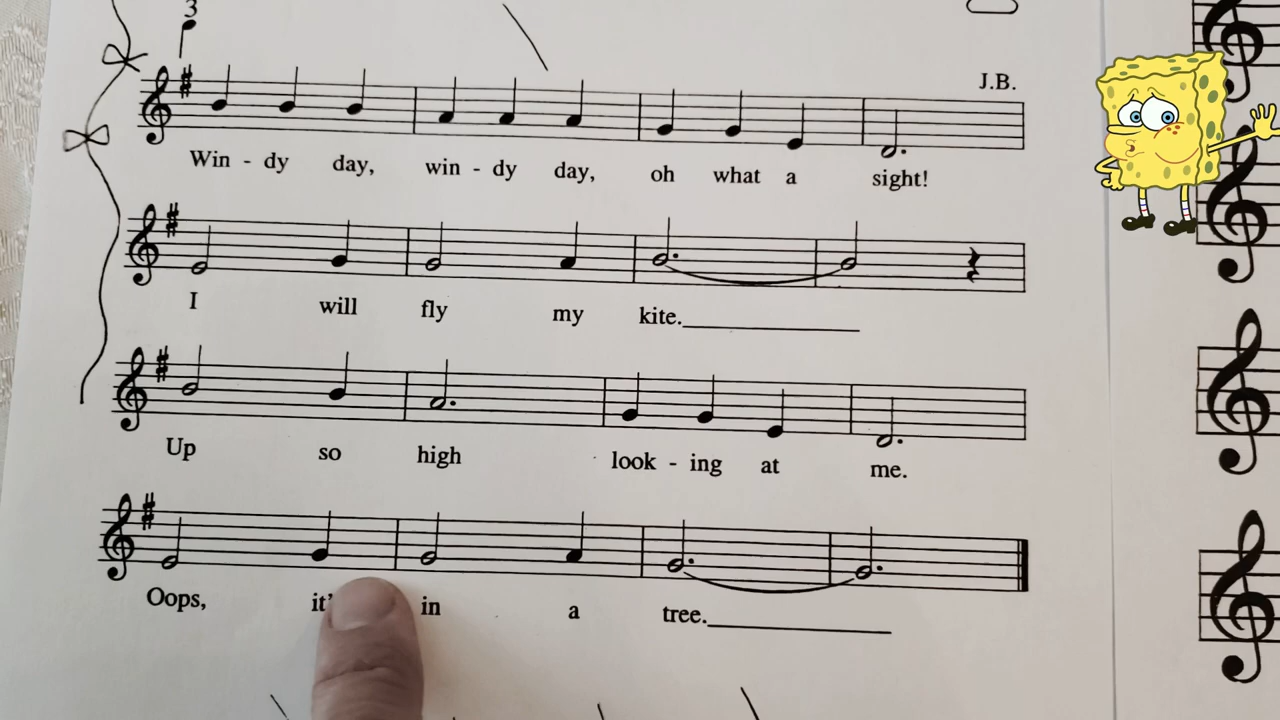 3
J.B.
Win - dy day, win - dy day, oh what a sight!
I will fly my kite.
Up so high look - ing at me.
Oops, in a tree.